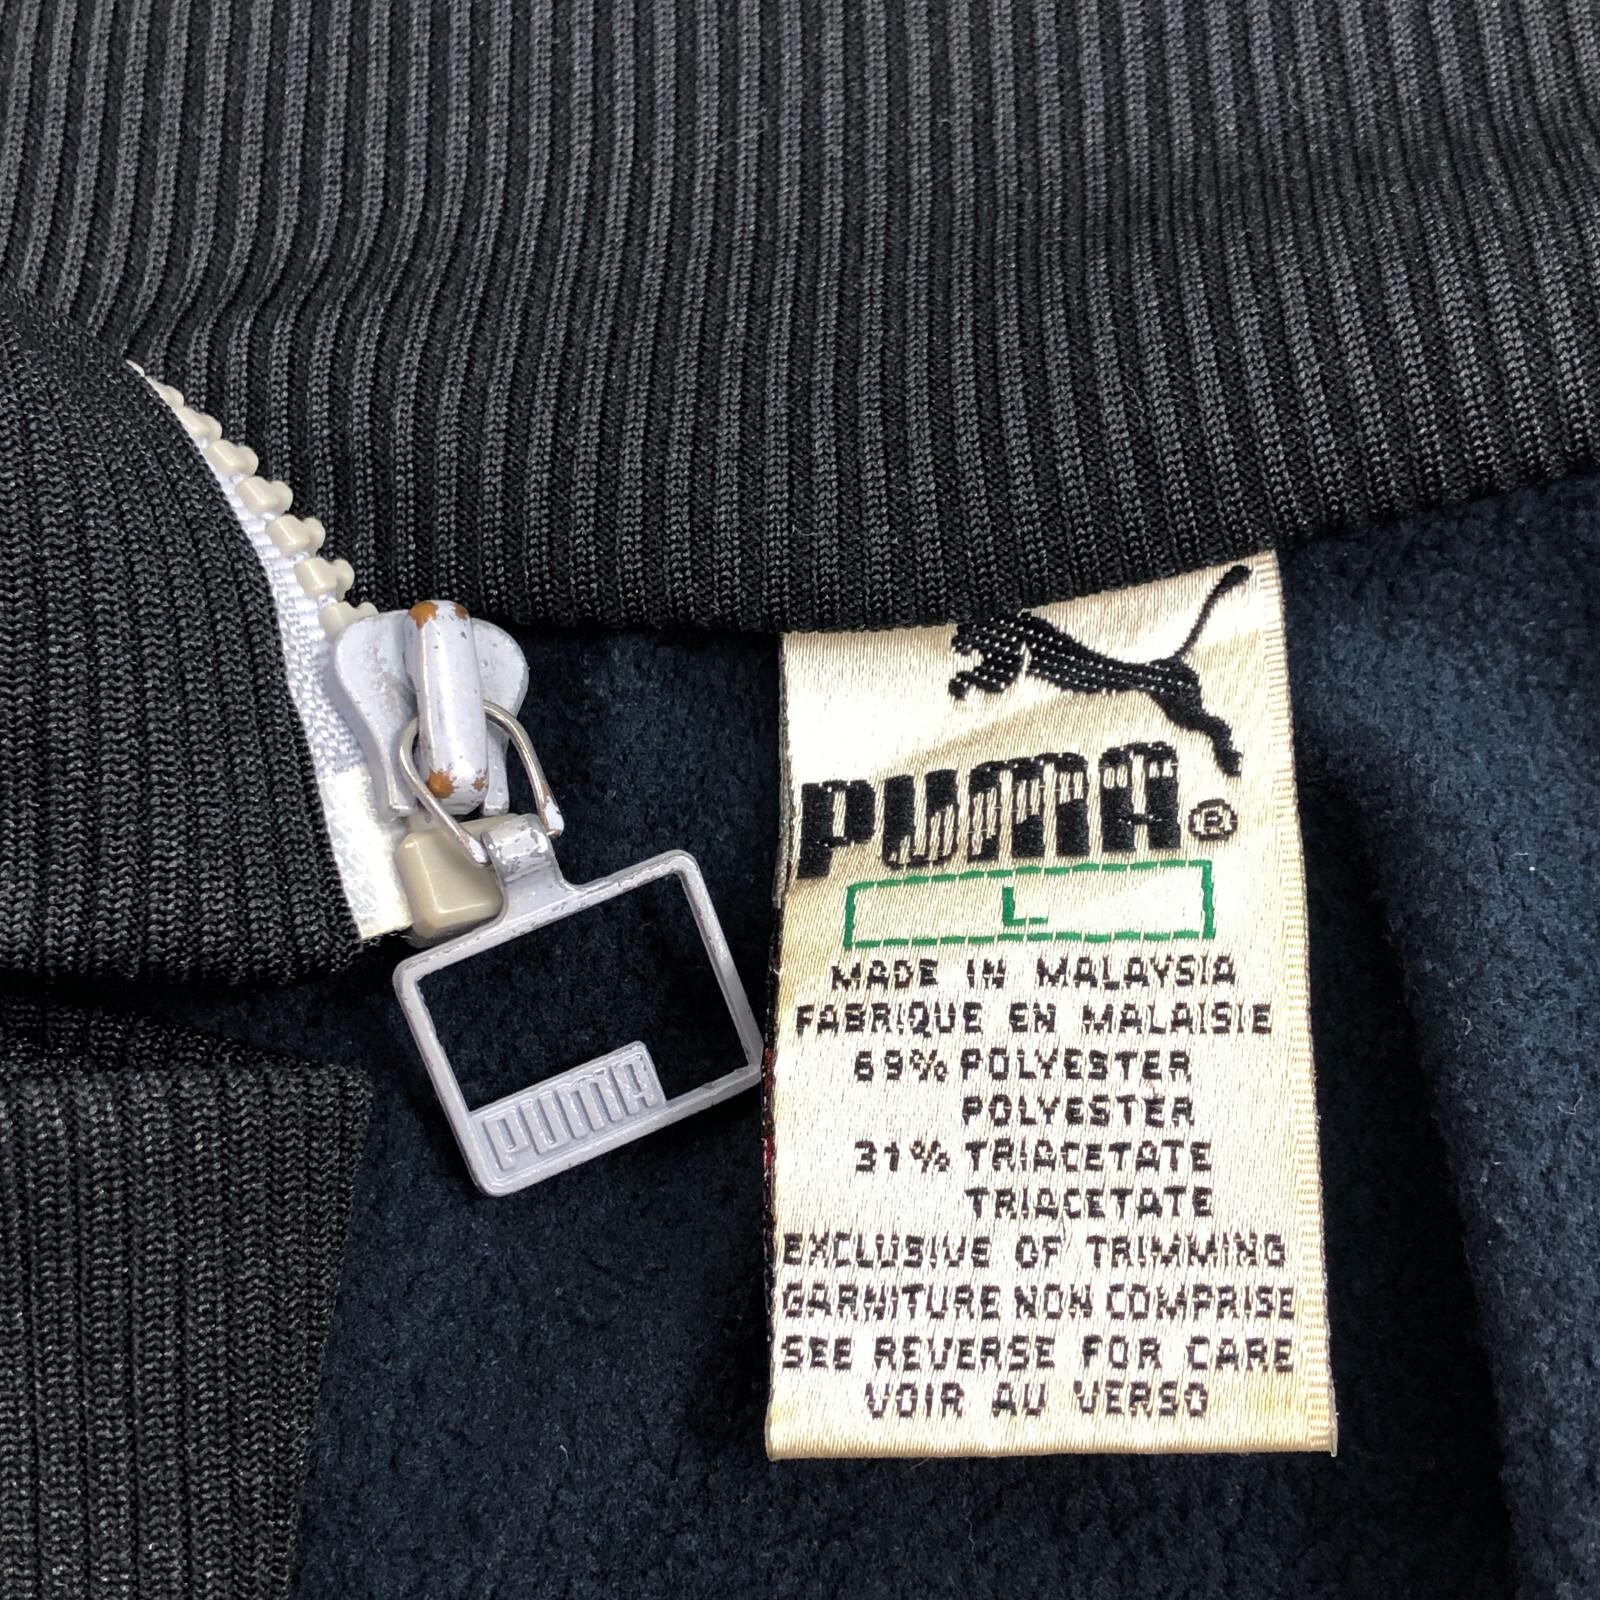 PUMA®
L
MADE IN MALAYSIA
FABRIQUE EN MALAISIE
69% POLYESTER
POLYESTER
31% TRIACETATE
TRIACETATE
EXCLUSIVE OF TRIMMING
GARNITURE NON COMPRISE
SEE REVERSE FOR CARE
VOIR AU VERSO
PUMA